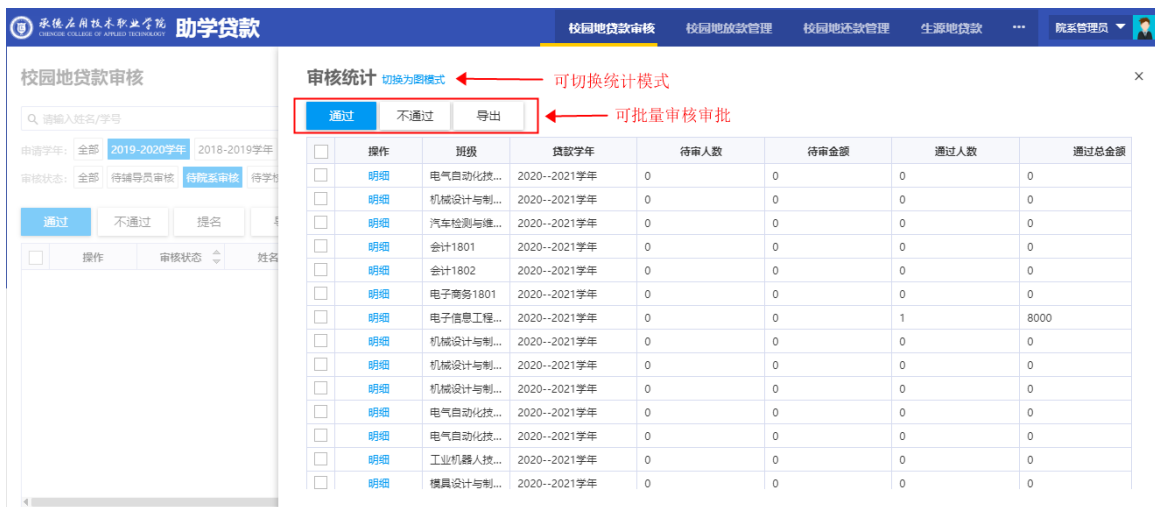 承德应用技术职业学院 助学贷款 校园地贷款审核 校园地放款管理 校园地还款管理 生源地贷款 ··· 院系管理员
CHENGDE COLLEGE OF APPLIED TECHNOLOGY
校园地贷款审核
请输入姓名/学号
申请学年: 全部 2019-2020学年 2018-2019学年
审核状态: 全部 待辅导员审核 待院系审核 待学校
通过 不通过 提名
操作 审核状态 姓名
审核统计 切换为图模式 可切换统计模式 ×
通过 不通过 导出 可批量审核审批
操作 班级 贷款学年 待审人数 待审金额 通过人数 通过总金额
明细 电气自动化技... 2020--2021学年 0 0 0 0
明细 机械设计与制... 2020--2021学年 0 0 0 0
明细 汽车检测与维... 2020--2021学年 0 0 0 0
明细 会计1801 2020--2021学年 0 0 0 0
明细 会计1802 2020--2021学年 0 0 0 0
明细 电子商务1801 2020--2021学年 0 0 0 0
明细 电子信息工程... 2020--2021学年 0 0 1 8000
明细 机械设计与制... 2020--2021学年 0 0 0 0
明细 机械设计与制... 2020--2021学年 0 0 0 0
明细 机械设计与制... 2020--2021学年 0 0 0 0
明细 电气自动化技... 2020--2021学年 0 0 0 0
明细 电气自动化技... 2020--2021学年 0 0 0 0
明细 工业机器人技... 2020--2021学年 0 0 0 0
明细 模具设计与制... 2020--2021学年 0 0 0 0